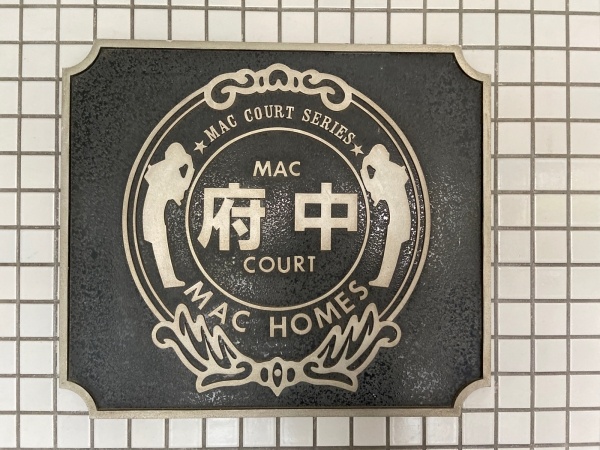 ★MAC COURT SERIES★
MAC
府中
COURT
MAC HOMES